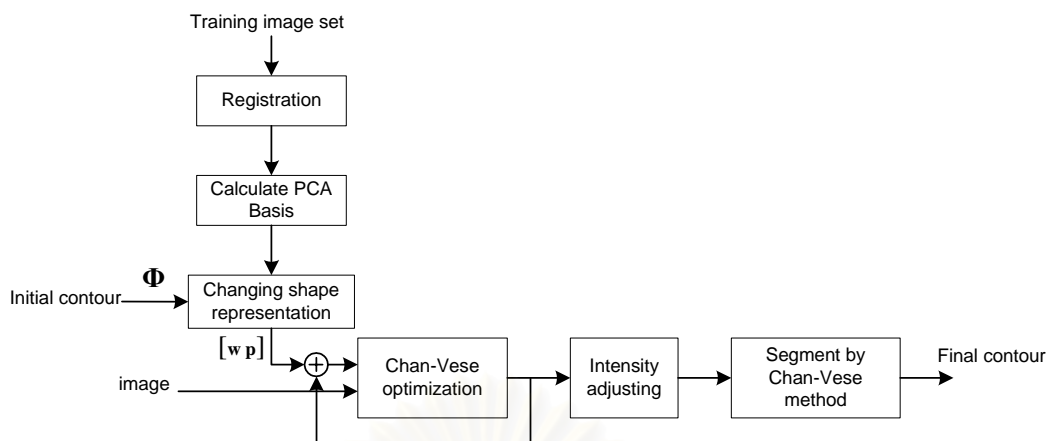 Training image set
Registration
Calculate PCA
Basis
Φ
Initial contour
Changing shape
representation
[w p]
+
image
Chan-Vese
optimization
Intensity
adjusting
Segment by
Chan-Vese
method
Final contour